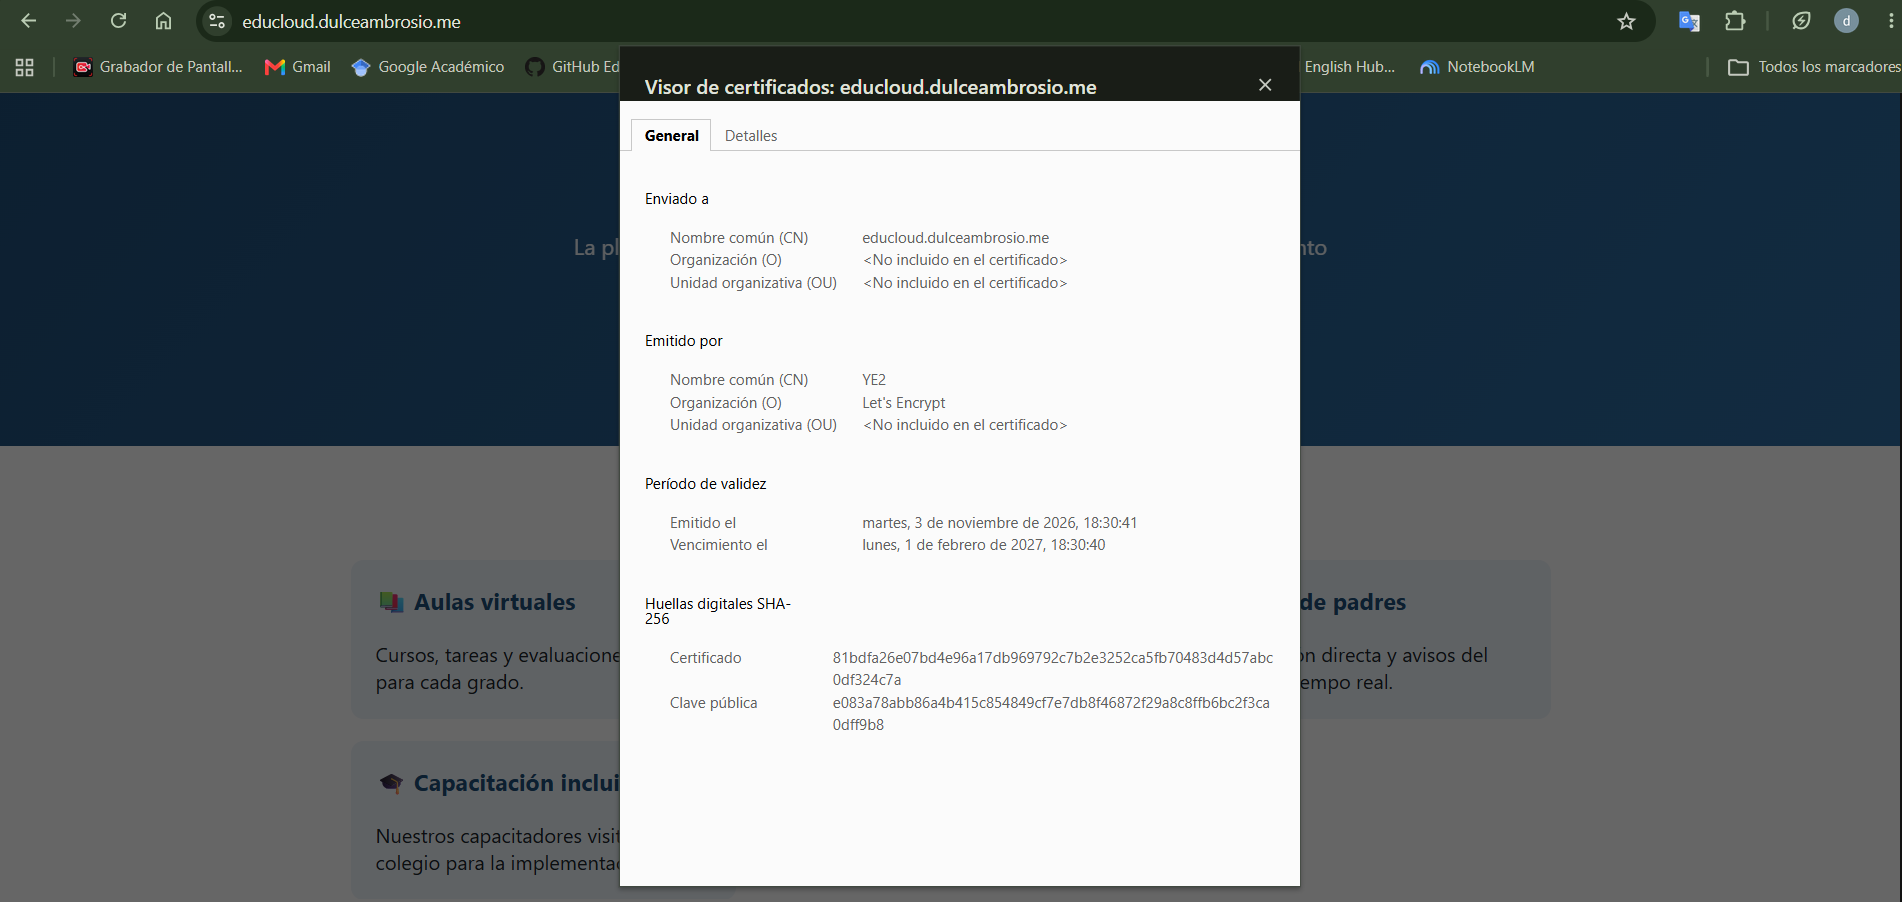 educloud.dulceambrosio.me
d
Grabador de Pantall... Gmail Google Académico GitHub Ed English Hub... NotebookLM Todos los marcadores
Visor de certificados: educloud.dulceambrosio.me
General Detalles
Enviado a
Nombre común (CN) educloud.dulceambrosio.me
Organización (O) <No incluido en el certificado>
Unidad organizativa (OU) <No incluido en el certificado>
Emitido por
Nombre común (CN) YE2
Organización (O) Let's Encrypt
Unidad organizativa (OU) <No incluido en el certificado>
Período de validez
Emitido el martes, 3 de noviembre de 2026, 18:30:41
Vencimiento el lunes, 1 de febrero de 2027, 18:30:40
Huellas digitales SHA-
256
Certificado 81bdfa26e07bd4e96a17db969792c7b2e3252ca5fb70483d4d57abc
0df324c7a
Clave pública e083a78abb86a4b415c854849cf7e7db8f46872f29a8c8ffb6bc2f3ca
0dff9b8
La pl nto
Aulas virtuales
Cursos, tareas y evaluacione
para cada grado.
de padres
ón directa y avisos del
empo real.
Capacitación inclui
Nuestros capacitadores visit
colegio para la implementa